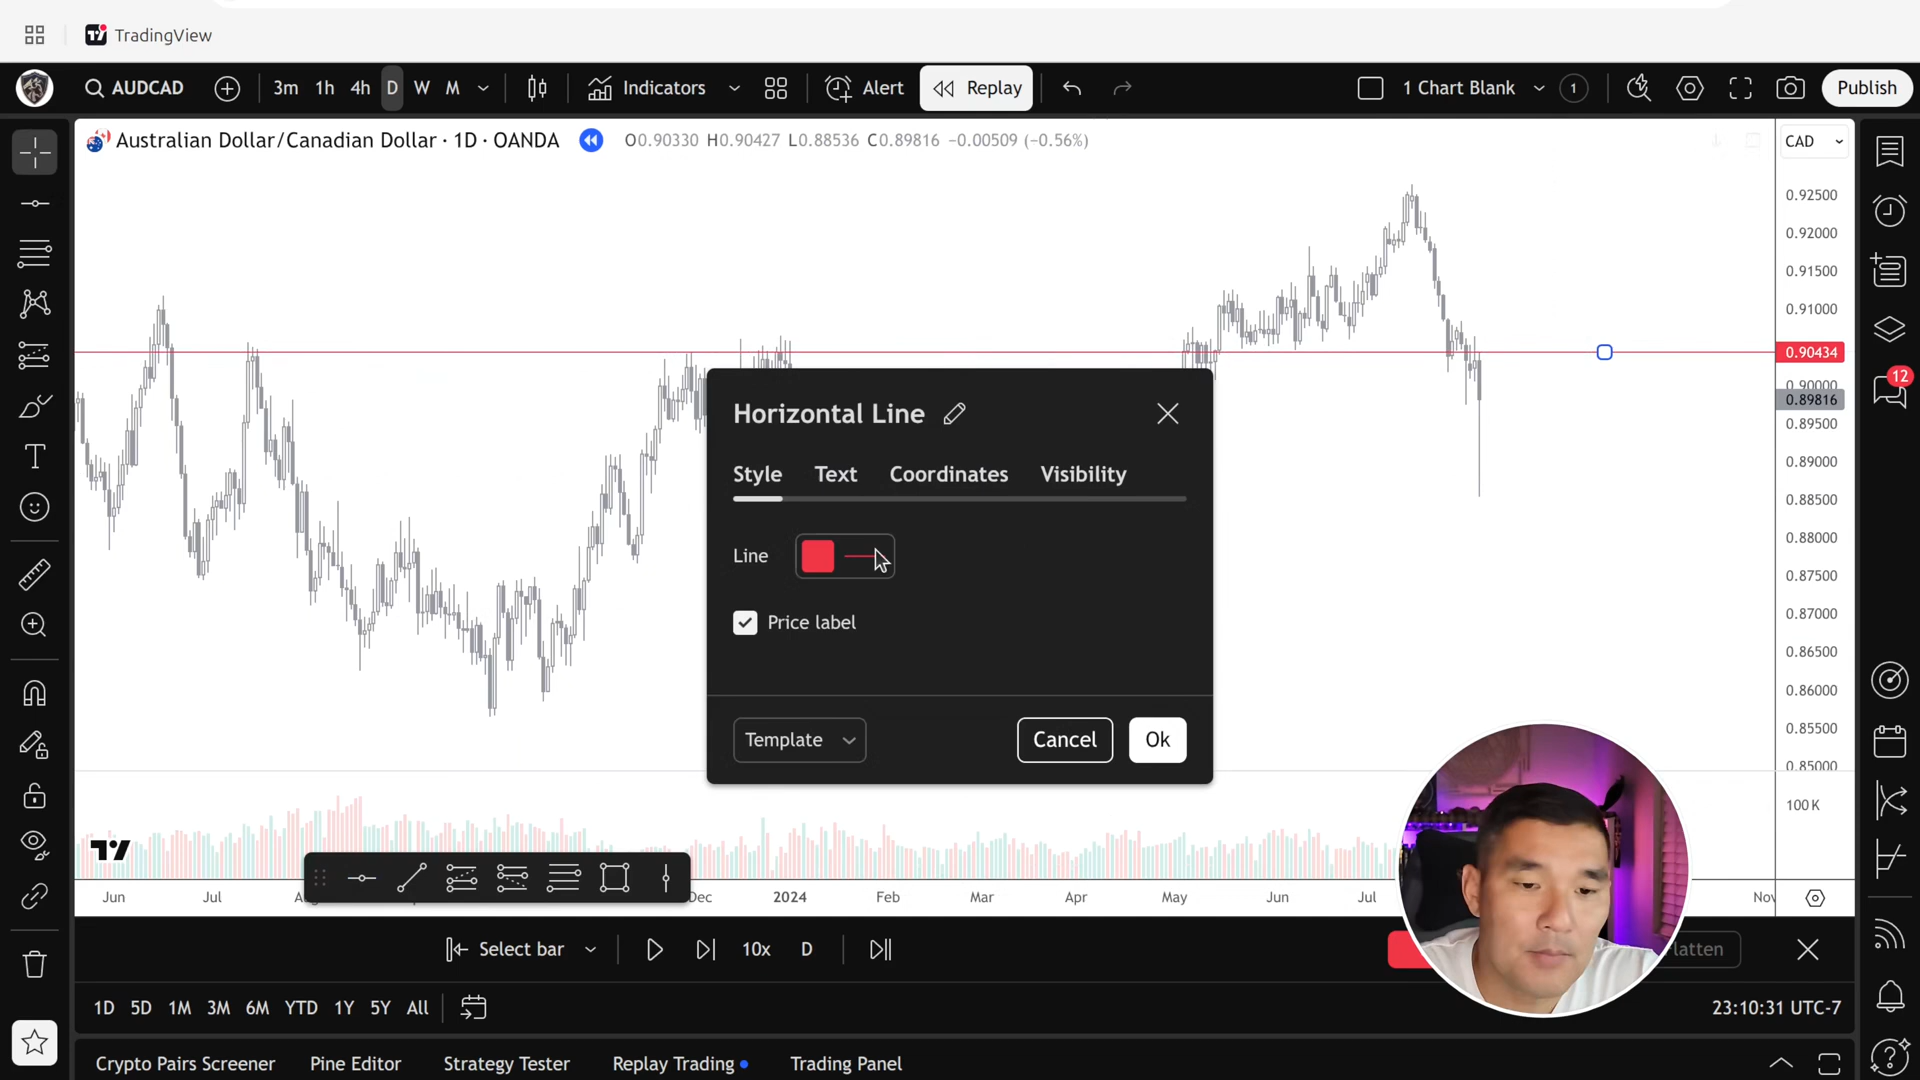 TradingView
AUDCAD 3m 1h 4h D W M Indicators Alert Replay 1 Chart Blank 1 Publish
Australian Dollar/Canadian Dollar · 1D · OANDA O0.90330 H0.90427 L0.88536 C0.89816 −0.00509 (−0.56%) CAD
0.92500
0.92000
0.91500
0.91000
0.90434
0.90000
0.89816
0.89500
0.89000
0.88500
0.88000
0.87500
0.87000
0.86500
0.86000
0.85500
0.85000
100 K
12
Horizontal Line
Style Text Coordinates Visibility
Line
Price label
Template Cancel Ok
Jun Jul Dec 2024 Feb Mar Apr May Jun Jul Nov
Select bar 10x D
1D 5D 1M 3M 6M YTD 1Y 5Y All 23:10:31 UTC-7
Crypto Pairs Screener Pine Editor Strategy Tester Replay Trading Trading Panel